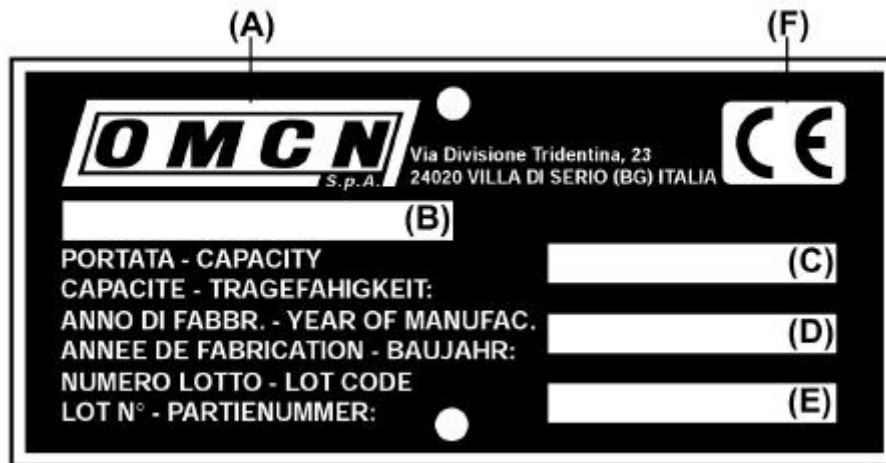 (A) (F)
OMCN
S.p.A.
Via Divisione Tridentina, 23
24020 VILLA DI SERIO (BG) ITALIA
CE
(B)
PORTATA - CAPACITY
CAPACITE - TRAGEFAHIGKEIT:
(C)
ANNO DI FABBR. - YEAR OF MANUFAC.
ANNEE DE FABRICATION - BAUJAHR:
(D)
NUMERO LOTTO - LOT CODE
LOT N° - PARTIENUMMER:
(E)